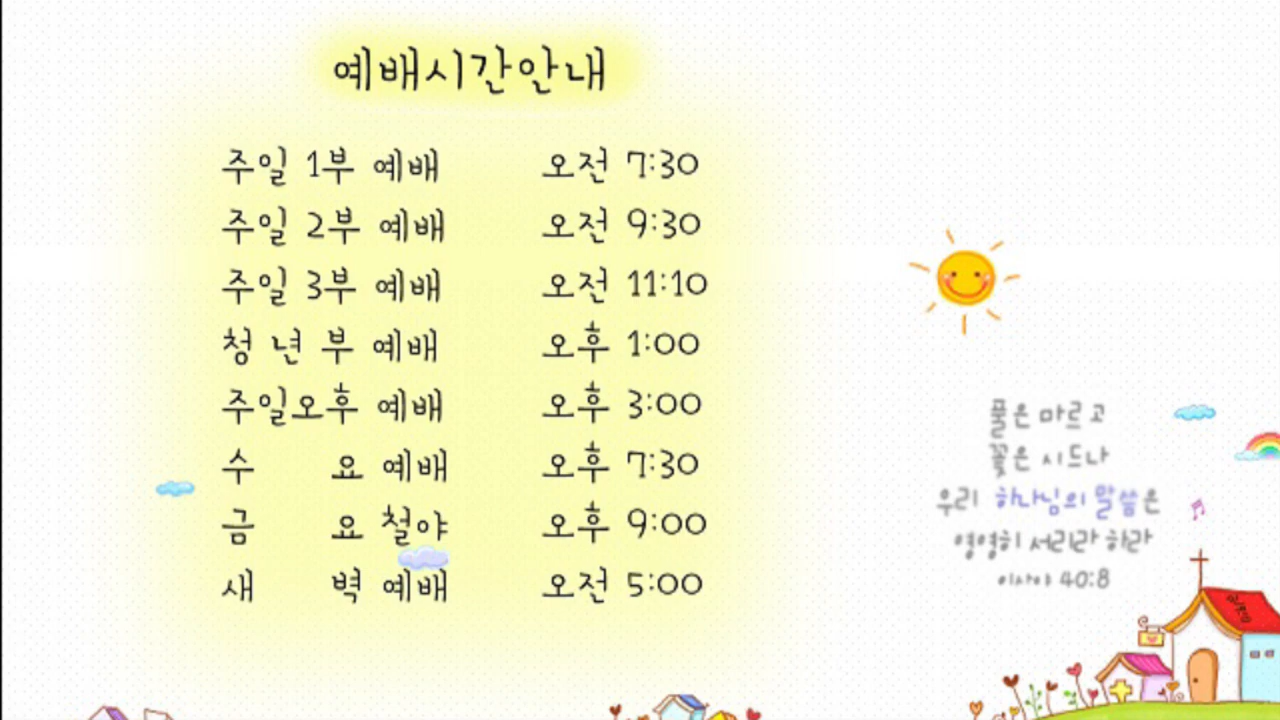 예배시간안내
주일 1부 예배 오전 7:30
주일 2부 예배 오전 9:30
주일 3부 예배 오전 11:10
청 년 부 예배 오후 1:00
주일오후 예배 오후 3:00
수 요 예배 오후 7:30
금 요 철야 오후 9:00
새 벽 예배 오전 5:00
풀은 마르고
꽃은 시드나
우리 하나님의 말씀은
영영히 서리라 하라
이사야 40:8